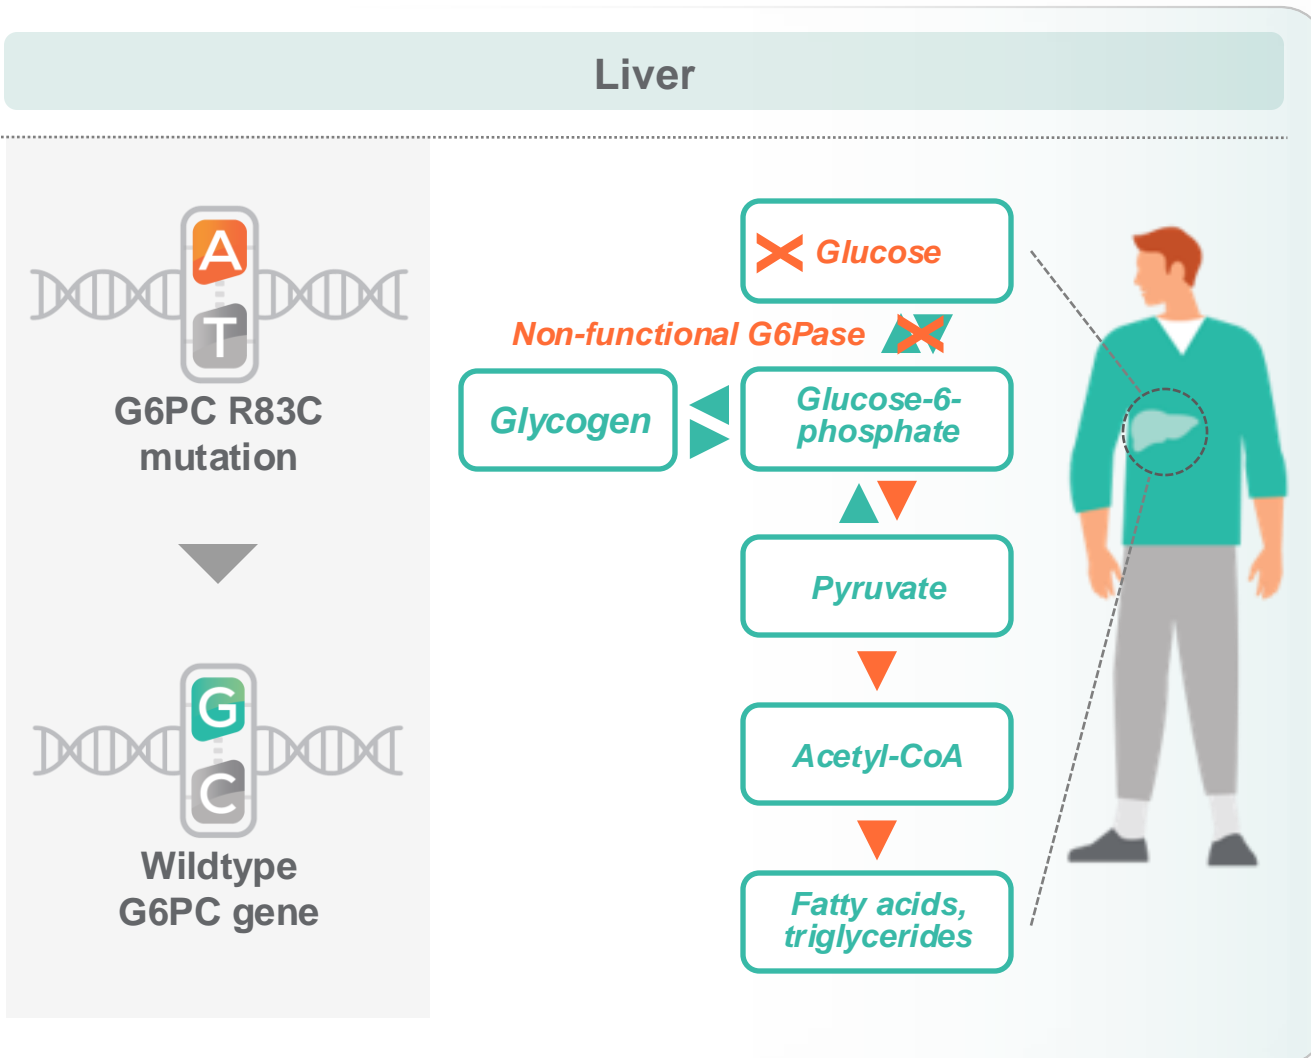 Liver
A
T
G6PC R83C
mutation
G
C
Wildtype
G6PC gene
Glucose
Non-functional G6Pase
Glycogen
Glucose-6-
phosphate
Pyruvate
Acetyl-CoA
Fatty acids,
triglycerides